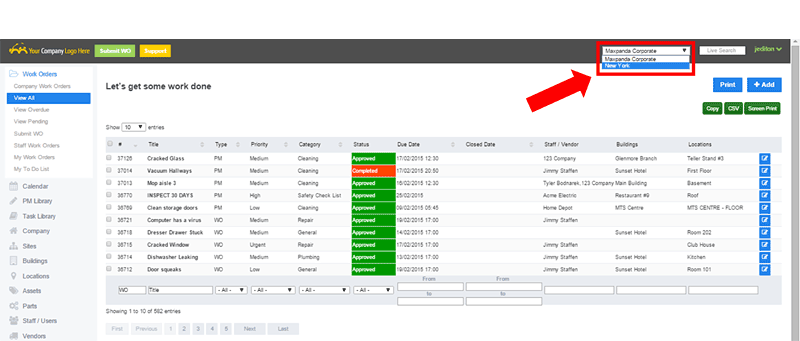 Your Company Logo Here Submit WO Support Maxpanda Corporate Live Search jedidon
Maxpanda Corporate
New York
Work Orders
Company Work Orders
View All
View Overdue
View Pending
Submit WO
Staff Work Orders
My Work Orders
My To Do List
Calendar
PM Library
Task Library
Company
Sites
Buildings
Locations
Assets
Parts
Staff / Users
Vendors
Let's get some work done Print + Add
Copy CSV Screen Print
Show 10 entries
# Title Type Priority Category Status Due Date Closed Date Staff / Vendor Buildings Locations
37126 Cracked Glass PM Medium Cleaning Approved 17/02/2015 12:30 123 Company Glenmore Branch Teller Stand #3
37014 Vacuum Hallways PM Medium Cleaning Completed 17/02/2015 20:50 Jimmy Staffen Sunset Hotel First Floor
37013 Mop aisle 3 PM Medium Cleaning Approved 16/02/2015 12:30 Tyler Bodnarek,123 Company Main Building Basement
36770 INSPECT 30 DAYS PM High Safety Check List Approved 25/02/2015 Acme Electric Restaurant #9 Roof
36769 Clean storage doors PM Low Cleaning Approved 09/02/2015 05:45 Home Depot MTS Centre MTS CENTRE - FLOOR
36721 Computer has a virus WO Medium Repair Approved 19/02/2015 17:00 Jimmy Staffen
36718 Dresser Drawer Stuck WO Medium General Approved 14/02/2015 17:00 Jimmy Staffen Sunset Hotel Room 202
36715 Cracked Window WO Urgent Repair Approved 17/02/2015 17:00 Jimmy Staffen Club House
36714 Dishwasher Leaking WO Medium Plumbing Approved 13/02/2015 17:00 Jimmy Staffen Sunset Hotel Kitchen
36712 Door squeaks WO Low General Approved 19/02/2015 17:00 Jimmy Staffen Sunset Hotel Room 101
From From
WO Title - All - - All - - All - - All -
to to
Showing 1 to 10 of 582 entries
First Previous 1 2 3 4 5 Next Last